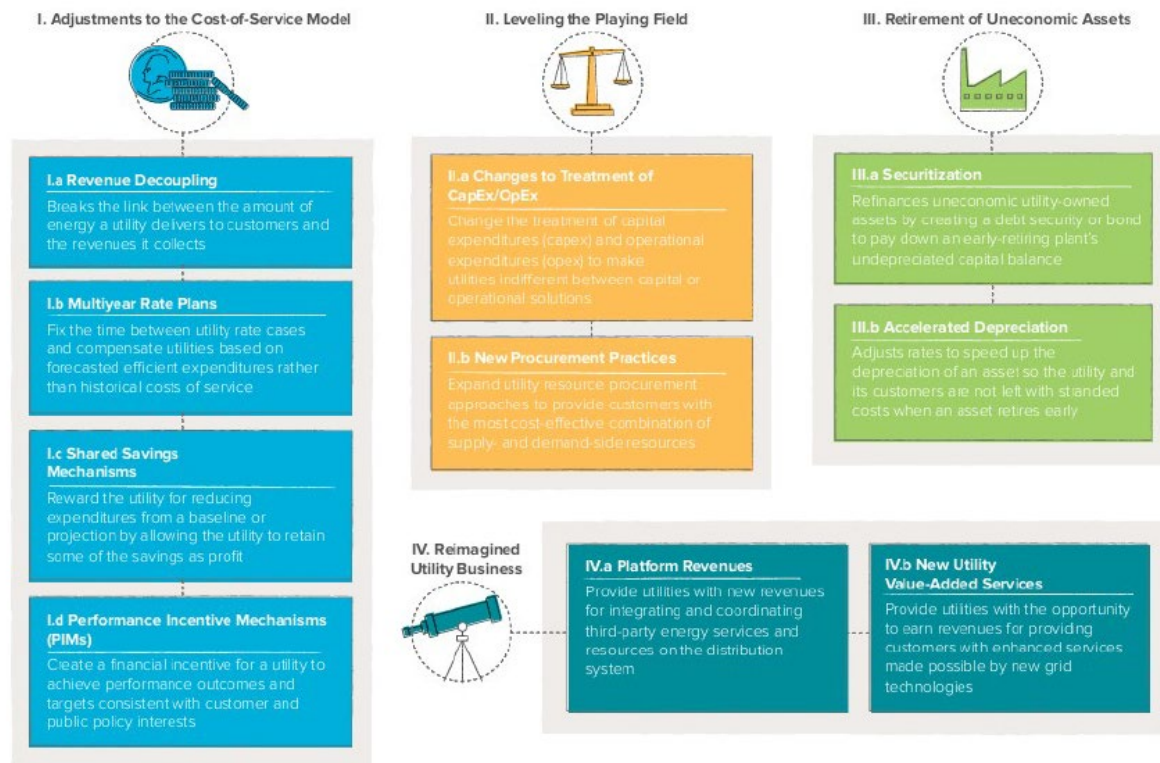 I. Adjustments to the Cost-of-Service Model
I.a Revenue Decoupling
Breaks the link between the amount of
energy a utility delivers to customers and
the revenues it collects
I.b Multiyear Rate Plans
Fix the time between utility rate cases
and compensate utilities based on
forecasted efficient expenditures rather
than historical costs of service
I.c Shared Savings
Mechanisms
Reward the utility for reducing
expenditures from a baseline or
projection by allowing the utility to retain
some of the savings as profit
I.d Performance Incentive Mechanisms
(PIMs)
Create a financial incentive for a utility to
achieve performance outcomes and
targets consistent with customer and
public policy interests
II. Leveling the Playing Field
II.a Changes to Treatment of
CapEx/OpEx
Change the treatment of capital
expenditures (capex) and operational
expenditures (opex) to make
utilities indifferent between capital or
operational solutions
II.b New Procurement Practices
Expand utility resource procurement
approaches to provide customers with
the most cost-effective combination of
supply- and demand-side resources
III. Retirement of Uneconomic Assets
III.a Securitization
Refinances uneconomic utility-owned
assets by creating a debt security or bond
to pay down an early-retiring plant's
undepreciated capital balance
III.b Accelerated Depreciation
Adjusts rates to speed up the
depreciation of an asset so the utility and
its customers are not left with stranded
costs when an asset retires early
IV. Reimagined
Utility Business
IV.a Platform Revenues
Provide utilities with new revenues
for integrating and coordinating
third-party energy services and
resources on the distribution
system
IV.b New Utility
Value-Added Services
Provide utilities with the opportunity
to earn revenues for providing
customers with enhanced services
made possible by new grid
technologies